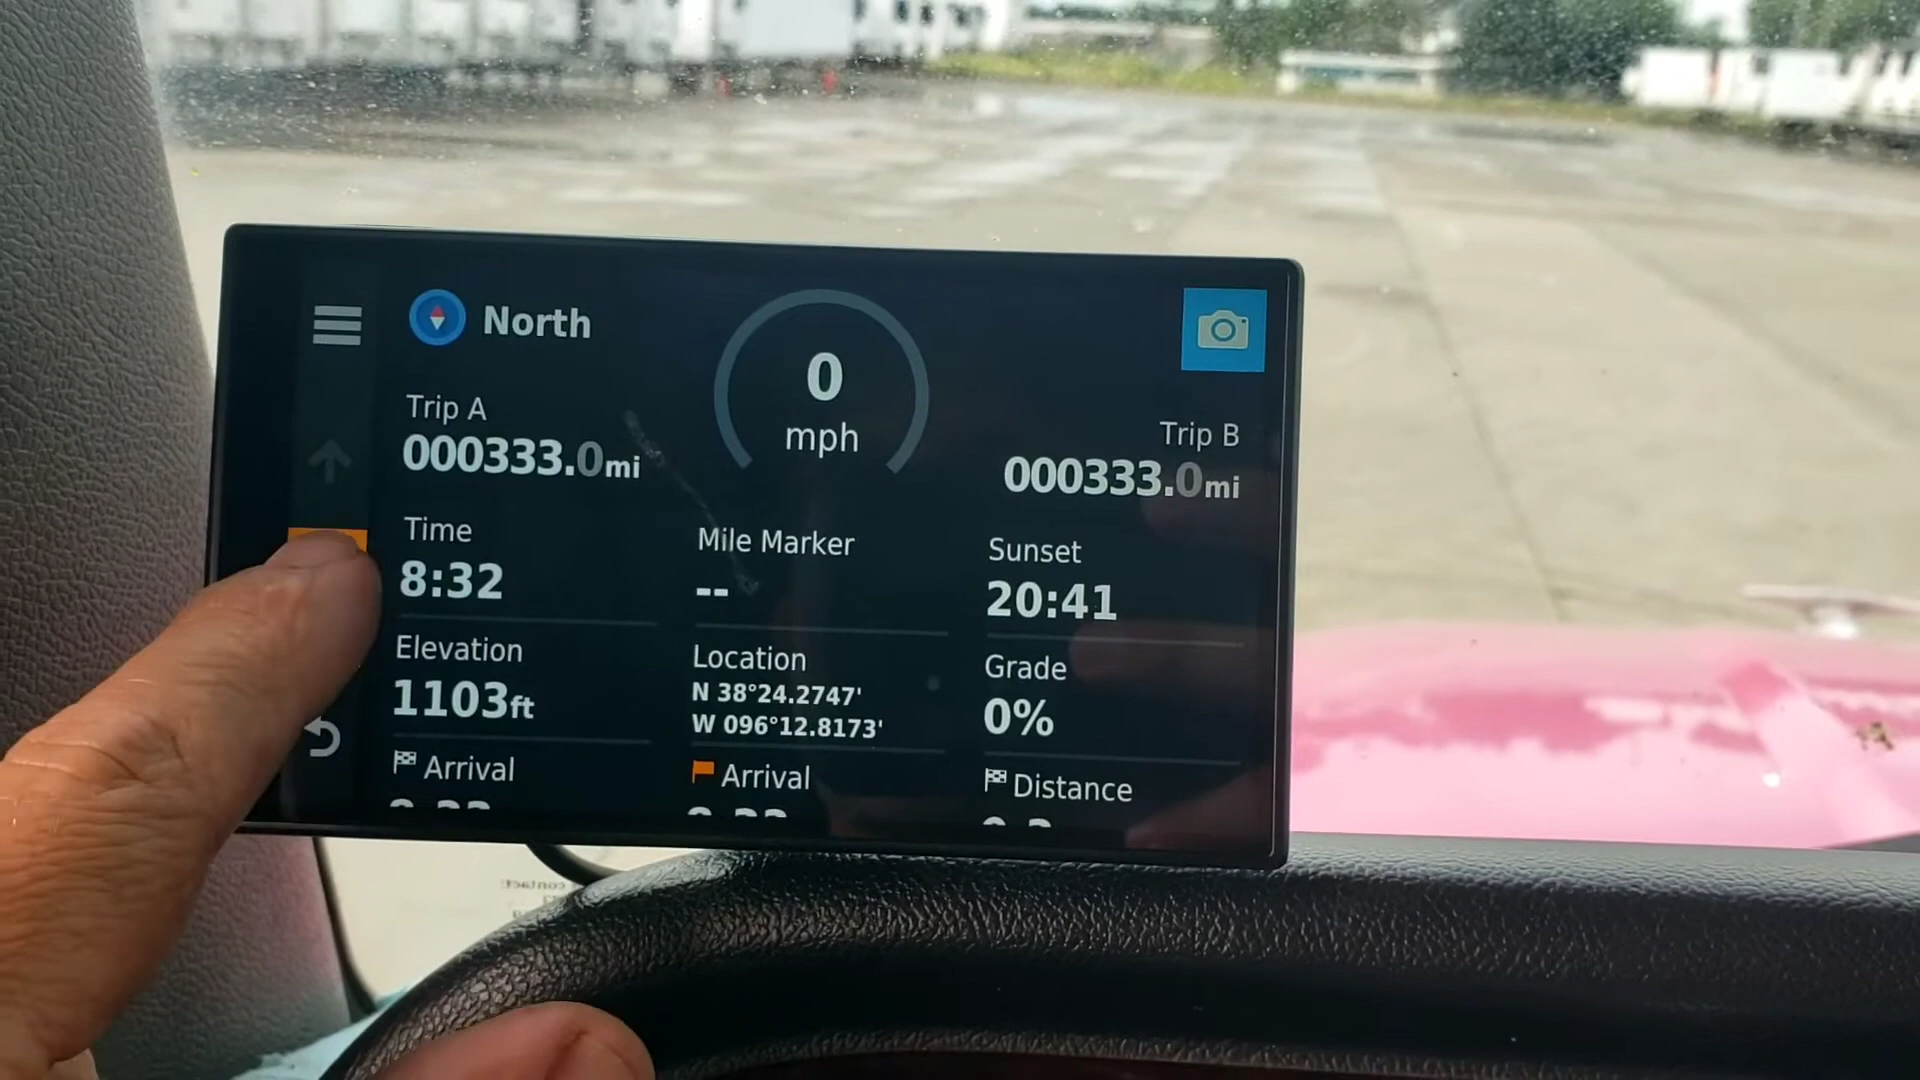 North
0
mph
Trip A
000333.0mi
Trip B
000333.0mi
Time
8:32
Mile Marker
--
Sunset
20:41
Elevation
1103ft
Location
N 38°24.2747'
W 096°12.8173'
Grade
0%
Arrival
Arrival
Distance
contact: